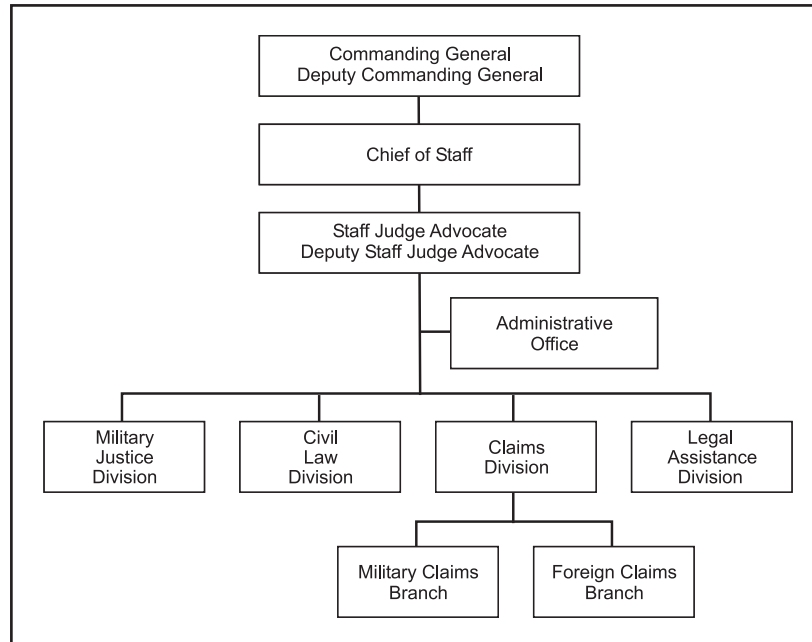 Commanding General
Deputy Commanding General
Chief of Staff
Staff Judge Advocate
Deputy Staff Judge Advocate
Administrative
Office
Military
Justice
Division
Civil
Law
Division
Claims
Division
Legal
Assistance
Division
Military Claims
Branch
Foreign Claims
Branch